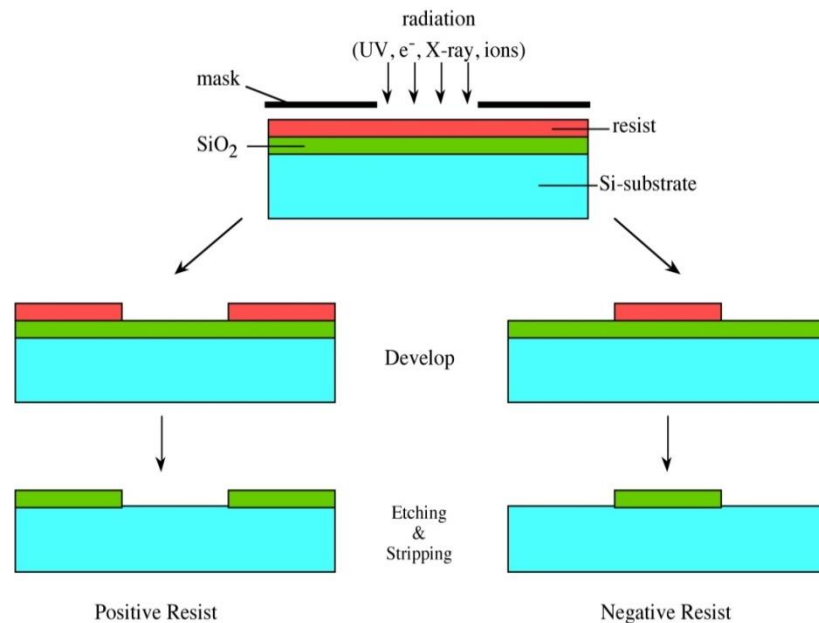 radiation
(UV, e⁻, X-ray, ions)
mask
resist
SiO₂
Si-substrate
Develop
Etching
&
Stripping
Positive Resist
Negative Resist